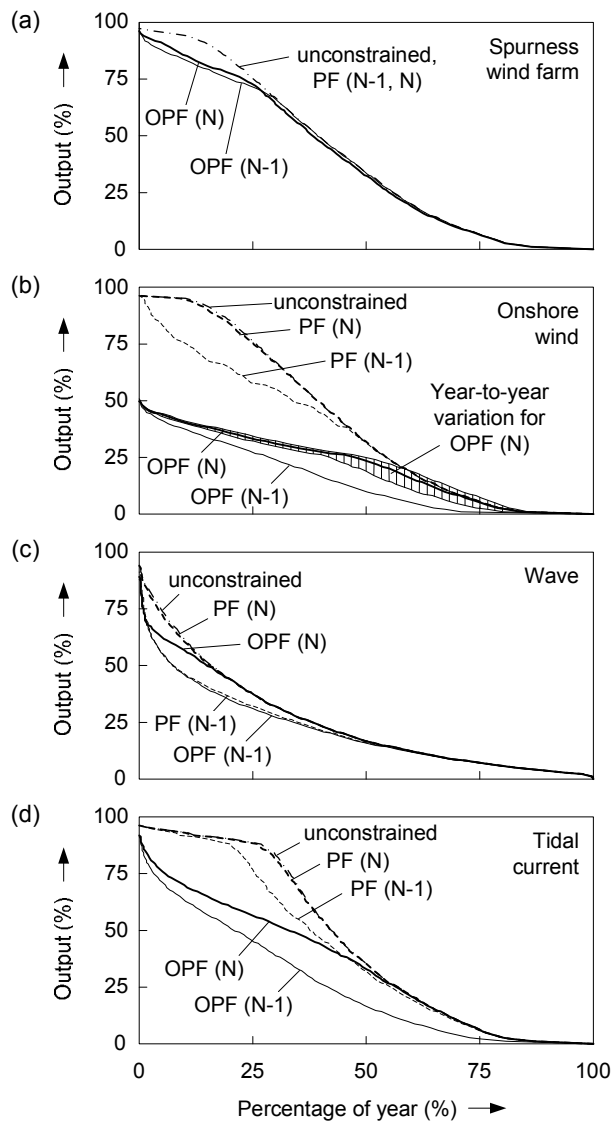 (a)
100
75
50
25
0
Output (%)
unconstrained,
PF (N-1, N)
OPF (N)
OPF (N-1)
Spurness
wind farm
(b)
100
75
50
25
0
Output (%)
unconstrained
PF (N)
PF (N-1)
Onshore
wind
Year-to-year
variation for
OPF (N)
OPF (N)
OPF (N-1)
(c)
100
75
50
25
0
Output (%)
unconstrained
PF (N)
OPF (N)
PF (N-1)
OPF (N-1)
Wave
(d)
100
75
50
25
0
Output (%)
unconstrained
PF (N)
PF (N-1)
OPF (N)
OPF (N-1)
Tidal
current
0 25 50 75 100
Percentage of year (%)